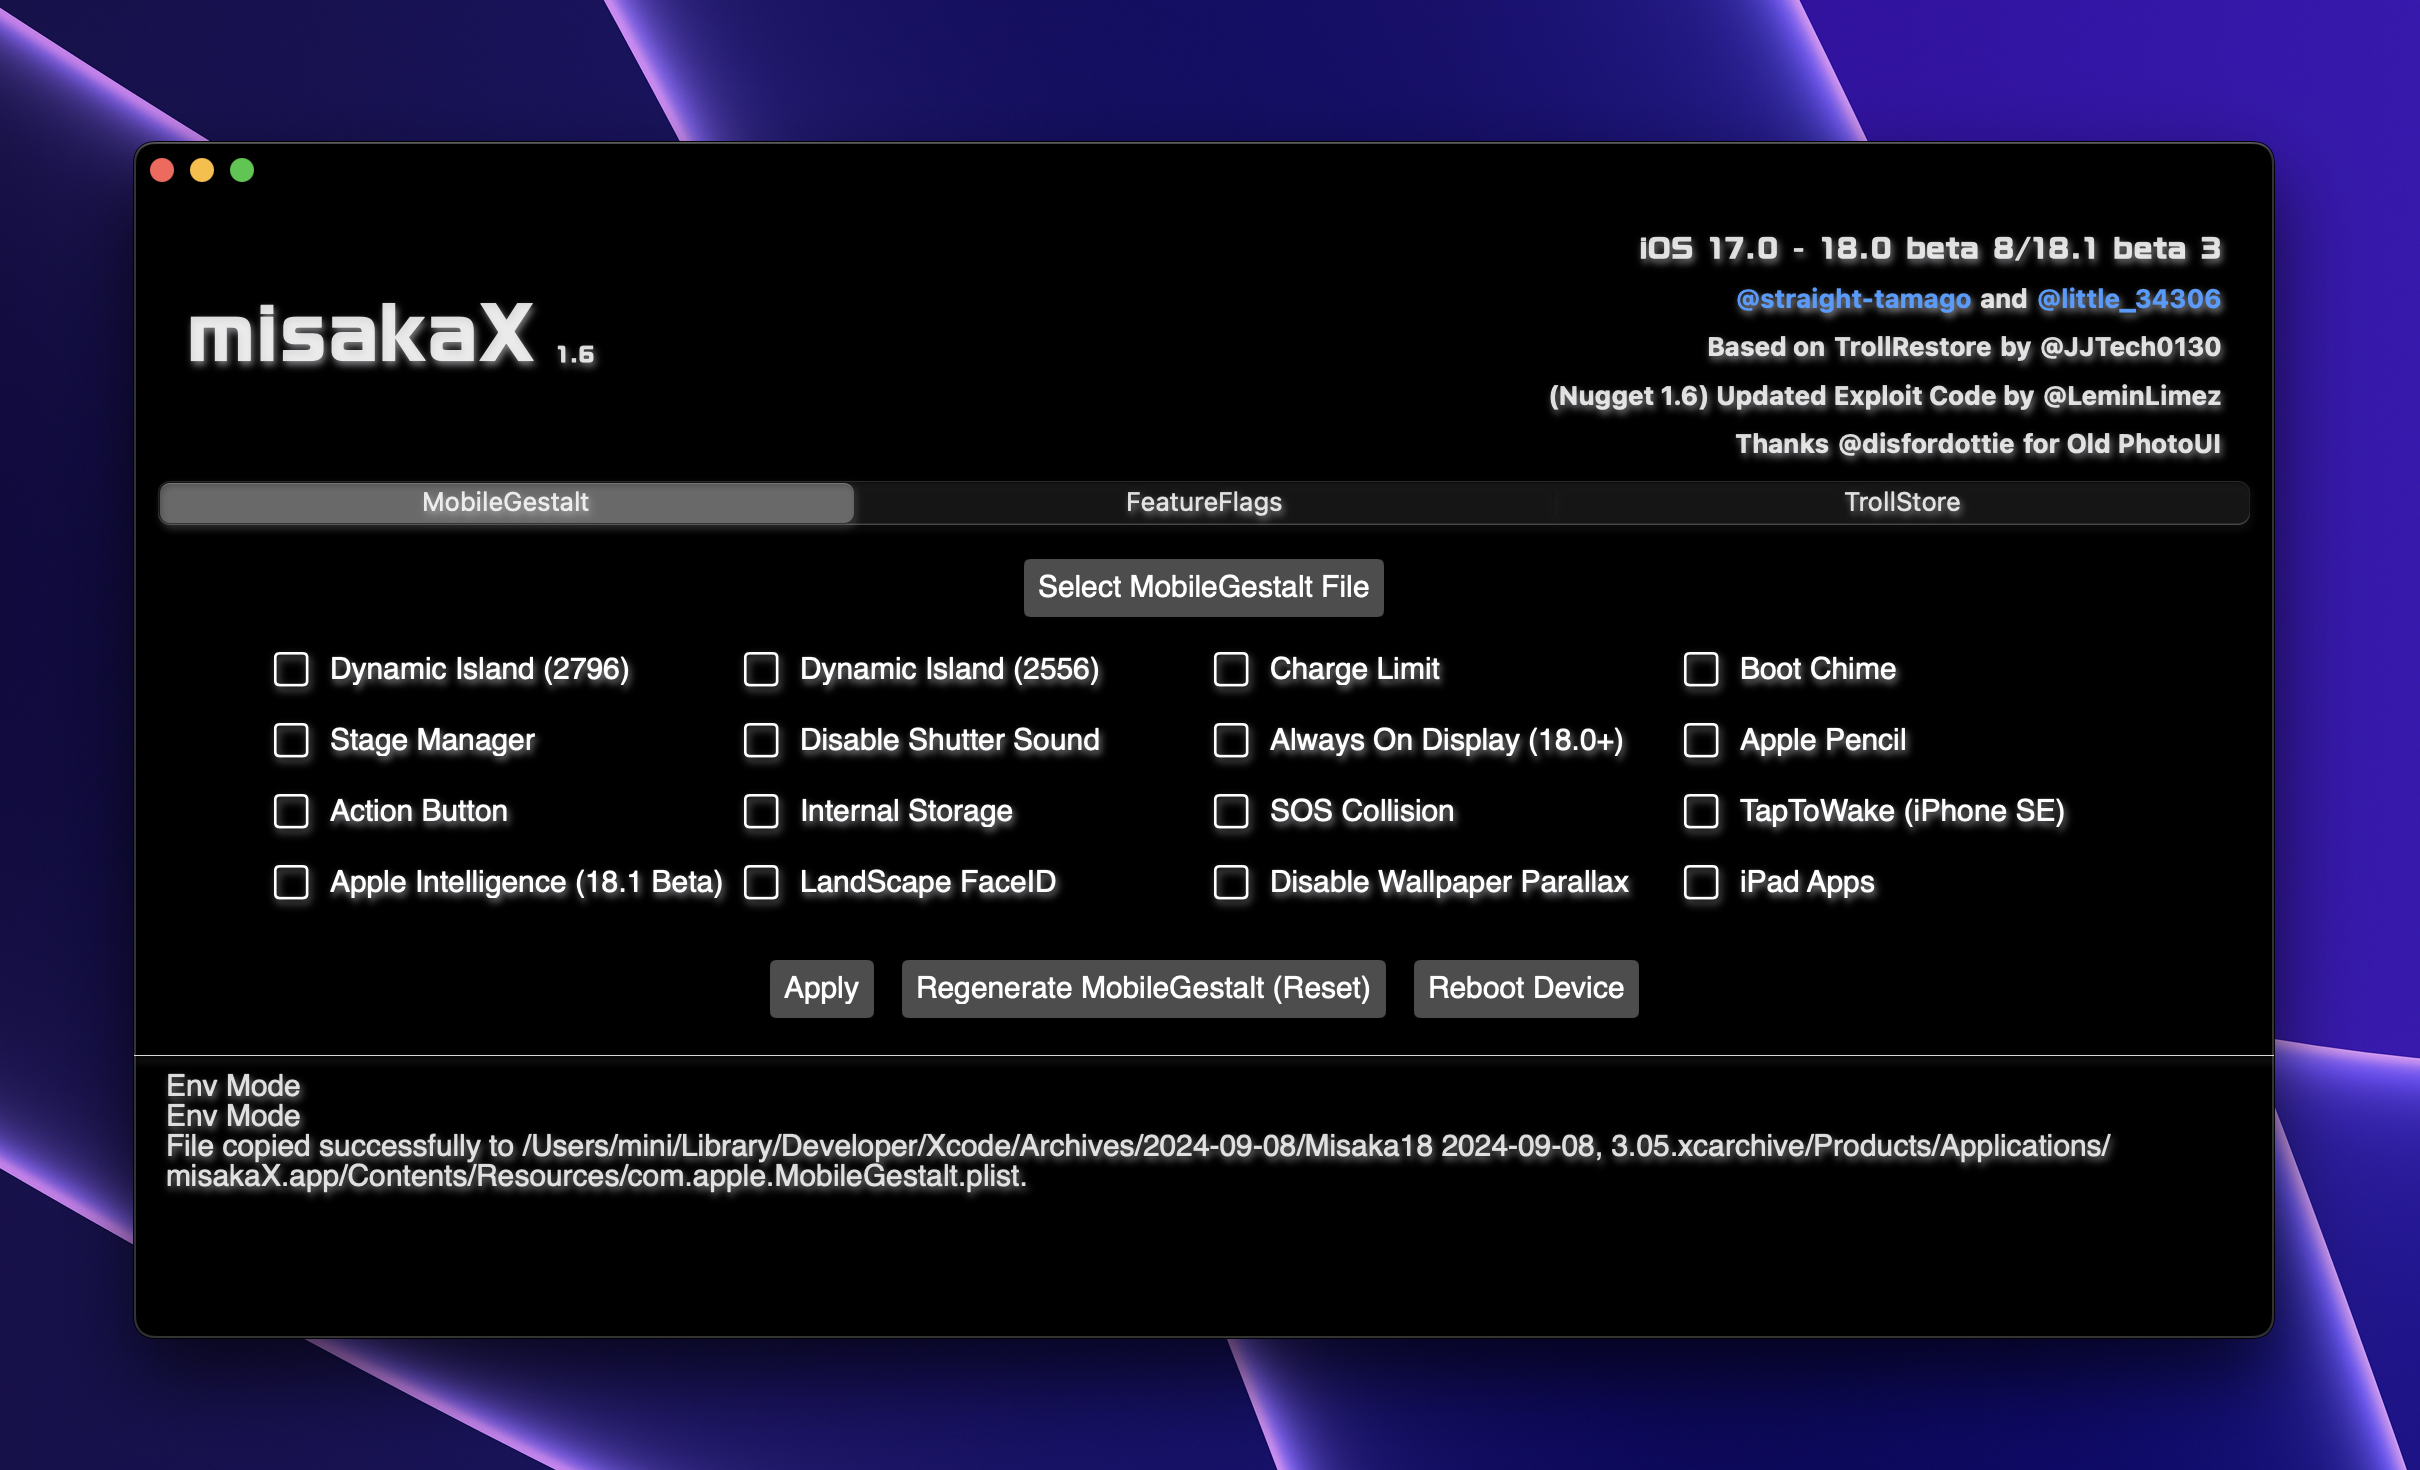 misakaX 1.6
iOS 17.0 - 18.0 beta 8/18.1 beta 3
@straight-tamago and @little_34306
Based on TrollRestore by @JJTech0130
(Nugget 1.6) Updated Exploit Code by @LeminLimez
Thanks @disfordottie for Old PhotoUI
MobileGestalt FeatureFlags TrollStore
Select MobileGestalt File
Dynamic Island (2796) Dynamic Island (2556) Charge Limit Boot Chime
Stage Manager Disable Shutter Sound Always On Display (18.0+) Apple Pencil
Action Button Internal Storage SOS Collision TapToWake (iPhone SE)
Apple Intelligence (18.1 Beta) LandScape FaceID Disable Wallpaper Parallax iPad Apps
Apply Regenerate MobileGestalt (Reset) Reboot Device
Env Mode
Env Mode
File copied successfully to /Users/mini/Library/Developer/Xcode/Archives/2024-09-08/Misaka18 2024-09-08, 3.05.xcarchive/Products/Applications/
misakaX.app/Contents/Resources/com.apple.MobileGestalt.plist.